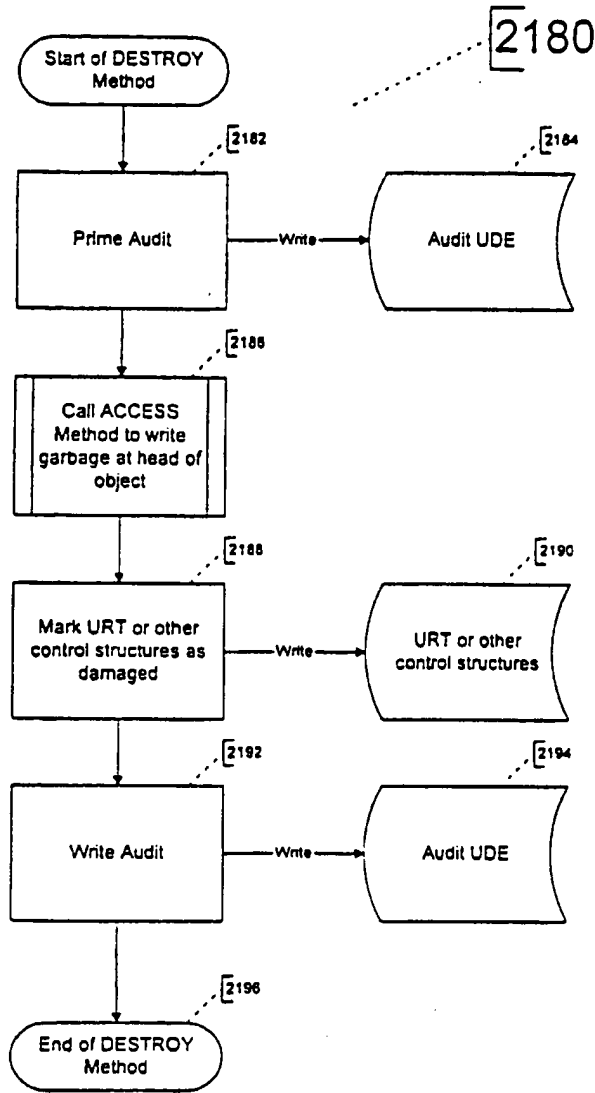 2180
Start of DESTROY
Method
2182
2184
Prime Audit
Write
Audit UDE
2186
Call ACCESS
Method to write
garbage at head of
object
2188
2190
Mark URT or other
control structures as
damaged
Write
URT or other
control structures
2192
2194
Write Audit
Write
Audit UDE
2196
End of DESTROY
Method